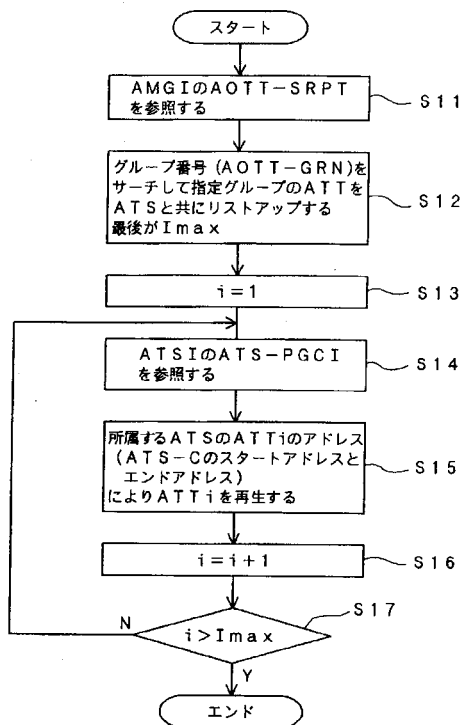 スタート
AMGIのAOTT-SRPT
を参照する
S11
グループ番号(AOTT-GRN)を
サーチして指定グループのATTを
ATSと共にリストアップする
最後がImax
S12
i=1
S13
ATSIのATS-PGCI
を参照する
S14
所属するATSのATTiのアドレス
(ATS-Cのスタートアドレスと
エンドアドレス)
によりATTiを再生する
S15
i=i+1
S16
i>Imax
S17
N
Y
エンド